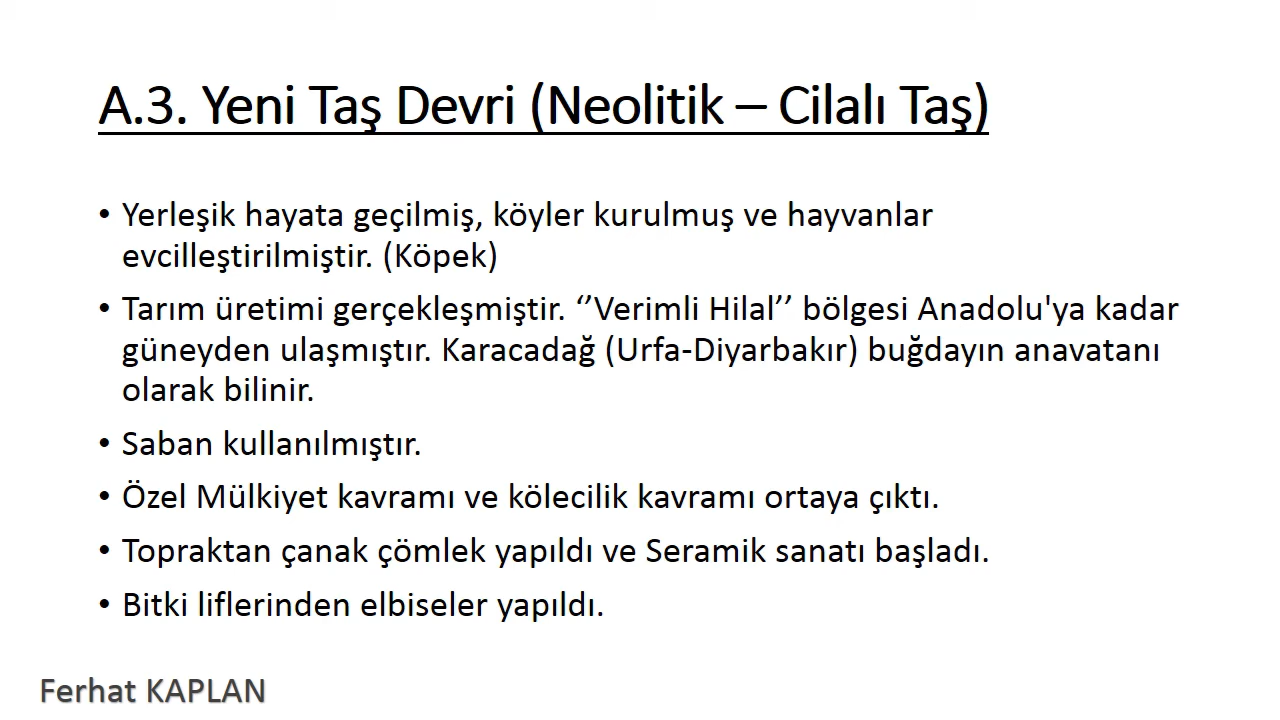 A.3. Yeni Taş Devri (Neolitik – Cilalı Taş)
• Yerleşik hayata geçilmiş, köyler kurulmuş ve hayvanlar
evcilleştirilmiştir. (Köpek)
• Tarım üretimi gerçekleşmiştir. ‘’Verimli Hilal’’ bölgesi Anadolu'ya kadar
güneyden ulaşmıştır. Karacadağ (Urfa-Diyarbakır) buğdayın anavatanı
olarak bilinir.
• Saban kullanılmıştır.
• Özel Mülkiyet kavramı ve kölecilik kavramı ortaya çıktı.
• Topraktan çanak çömlek yapıldı ve Seramik sanatı başladı.
• Bitki liflerinden elbiseler yapıldı.
Ferhat KAPLAN